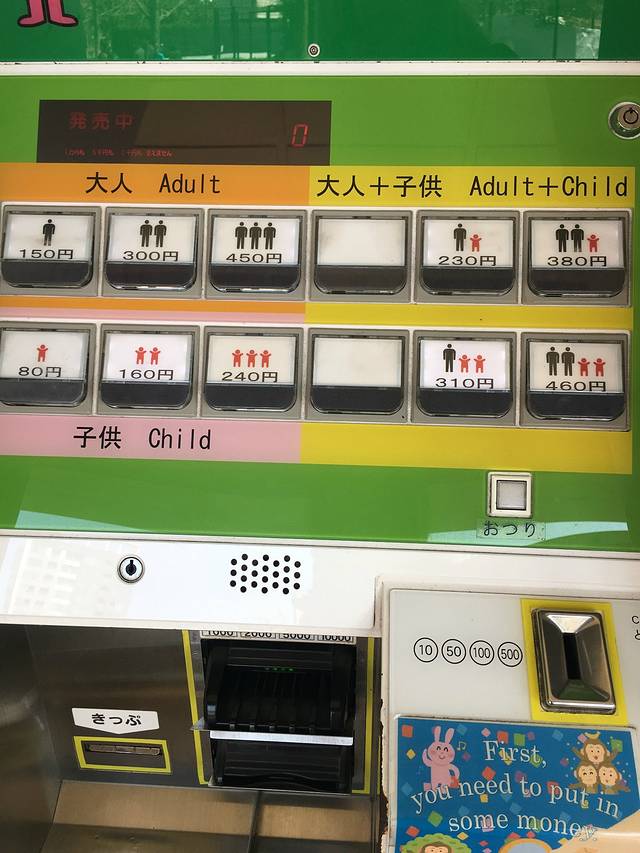 発売中
0
大人 Adult
大人+子供 Adult+Child
150円
300円
450円
230円
380円
80円
160円
240円
310円
460円
子供 Child
おつり
1000 2000 5000 10000
10 50 100 500
きっぷ
First,
you need to put in
some money